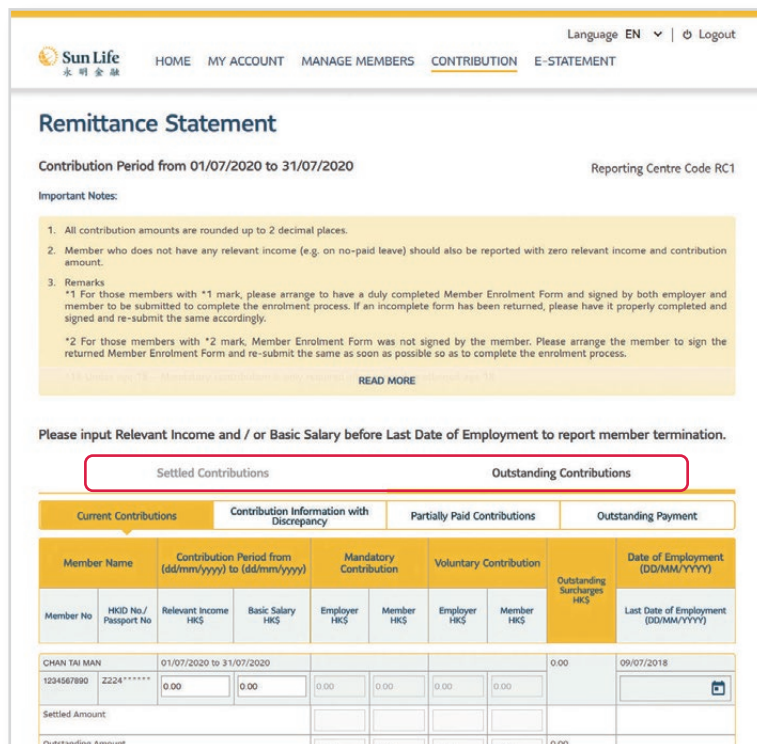 Language EN | Logout
Sun Life
永明金融
HOME MY ACCOUNT MANAGE MEMBERS CONTRIBUTION E-STATEMENT
Remittance Statement
Contribution Period from 01/07/2020 to 31/07/2020
Reporting Centre Code RC1
Important Notes:
1. All contribution amounts are rounded up to 2 decimal places.
2. Member who does not have any relevant income (e.g. on no-paid leave) should also be reported with zero relevant income and contribution
amount.
3. Remarks
*1 For those members with *1 mark, please arrange to have a duly completed Member Enrolment Form and signed by both employer and
member to be submitted to complete the enrolment process. If an incomplete form has been returned, please have it properly completed and
signed and re-submit the same accordingly.
*2 For those members with *2 mark, Member Enrolment Form was not signed by the member. Please arrange the member to sign the
returned Member Enrolment Form and re-submit the same as soon as possible so as to complete the enrolment process.
READ MORE
Please input Relevant Income and / or Basic Salary before Last Date of Employment to report member termination.
Settled Contributions Outstanding Contributions
Current Contributions
Contribution Information with
Discrepancy
Partially Paid Contributions
Outstanding Payment
Member Name
Contribution Period from
(dd/mm/yyyy) to (dd/mm/yyyy)
Mandatory
Contribution
Voluntary Contribution
Outstanding
Surcharges
HK$
Date of Employment
(DD/MM/YYYY)
Member No
HKID No./
Passport No
Relevant Income
HK$
Basic Salary
HK$
Employer
HK$
Member
HK$
Employer
HK$
Member
HK$
Last Date of Employment
(DD/MM/YYYY)
CHAN TAI MAN 01/07/2020 to 31/07/2020 0.00 09/07/2018
1234567890 Z224****** 0.00 0.00 0.00 0.00 0.00 0.00
Settled Amount
Outstanding Amount 0.00